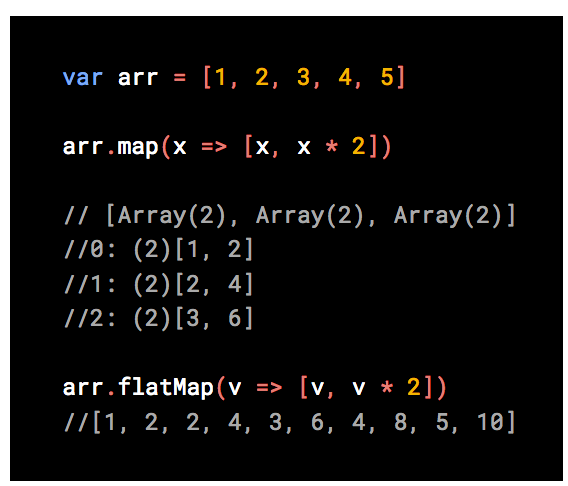 var arr = [1, 2, 3, 4, 5]
arr.map(x => [x, x * 2])
// [Array(2), Array(2), Array(2)]
//0: (2)[1, 2]
//1: (2)[2, 4]
//2: (2)[3, 6]
arr.flatMap(v => [v, v * 2])
//[1, 2, 2, 4, 3, 6, 4, 8, 5, 10]